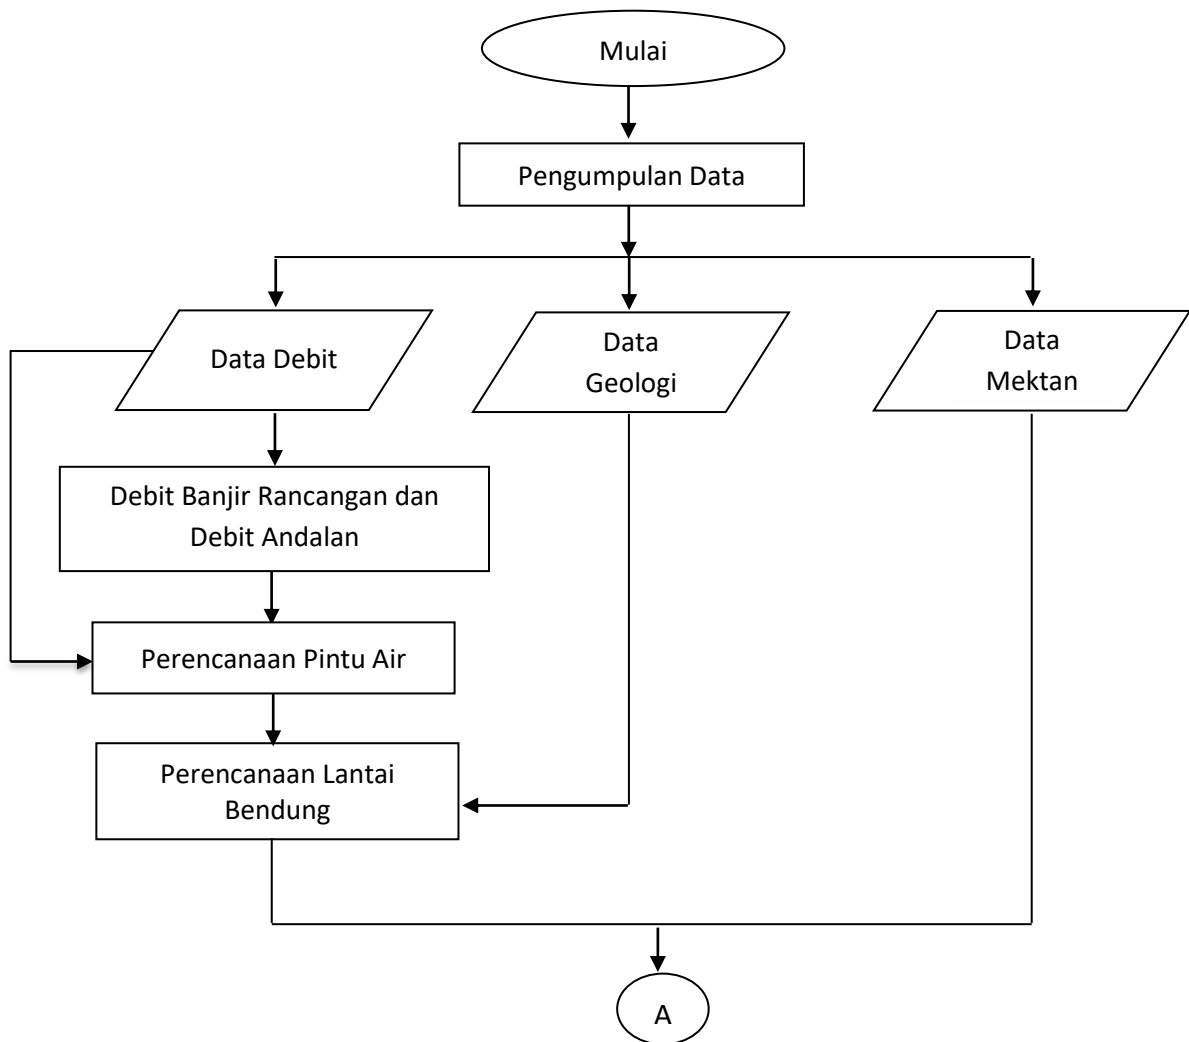 Mulai
Pengumpulan Data
Data Debit
Data
Geologi
Data
Mektan
Debit Banjir Rancangan dan
Debit Andalan
Perencanaan Pintu Air
Perencanaan Lantai
Bendung
A